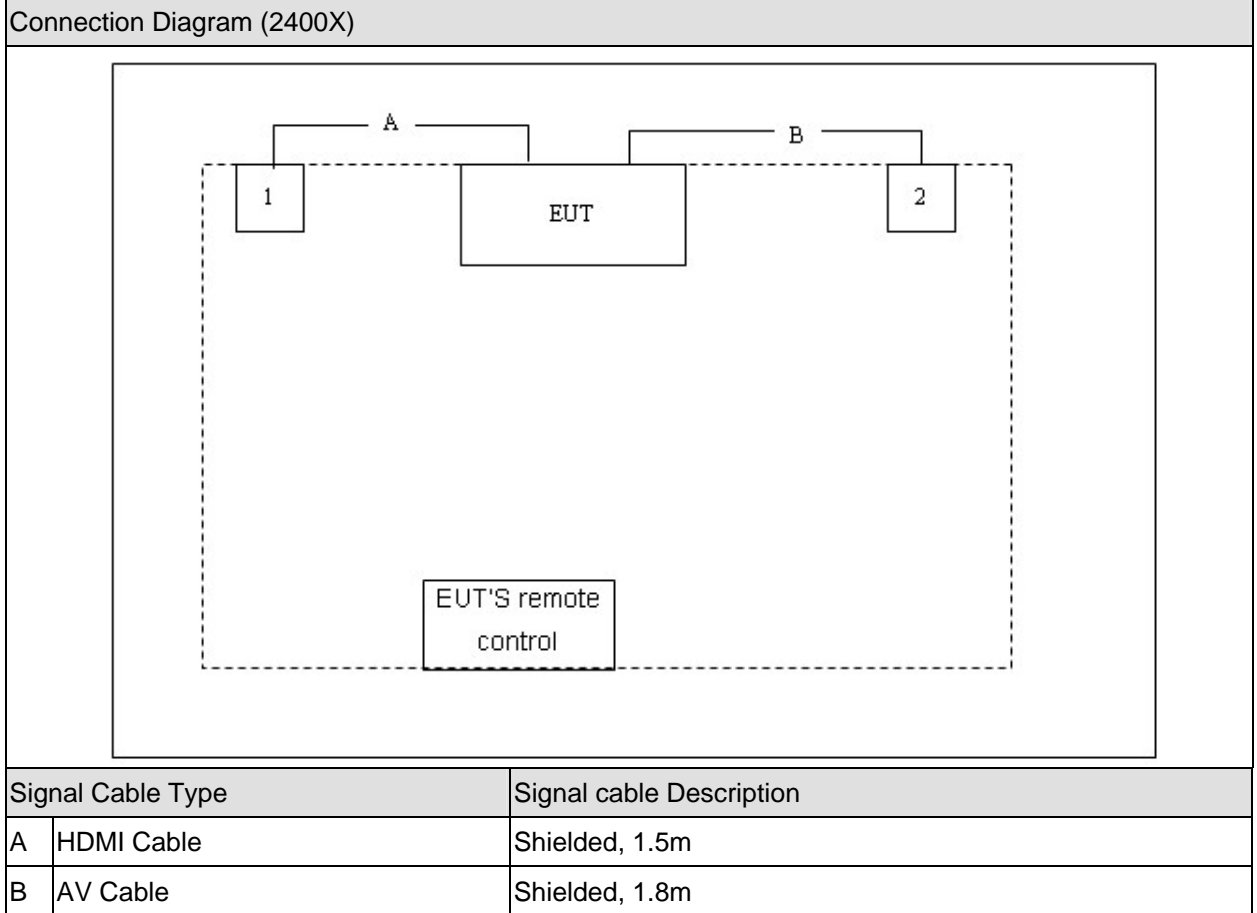 Connection Diagram (2400X)
A
B
1
EUT
2
EUT'S remote
control
Signal Cable Type Signal cable Description
A HDMI Cable Shielded, 1.5m
B AV Cable Shielded, 1.8m